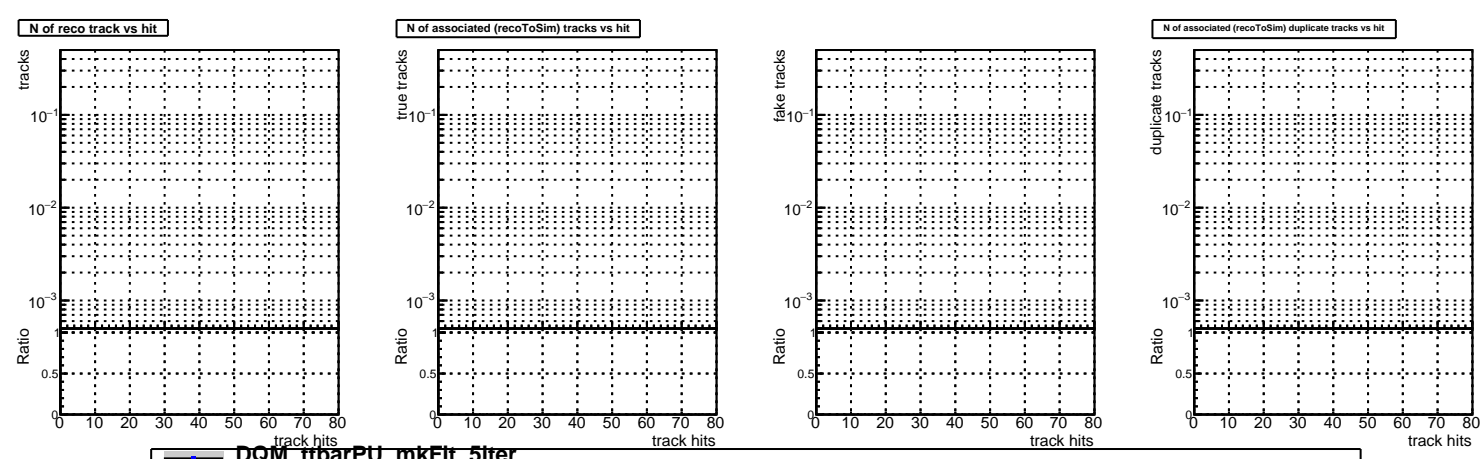 N of reco track vs hit
N of associated (recoToSim) tracks vs hit
N of associated (recoToSim) duplicate tracks vs hit
tracks
10⁻¹
10⁻²
10⁻³
Ratio
1
0.5
0
0 10 20 30 40 50 60 70 80
track hits
true tracks
10⁻¹
10⁻²
10⁻³
Ratio
1
0.5
0
0 10 20 30 40 50 60 70 80
track hits
fake tracks
10⁻¹
10⁻²
10⁻³
Ratio
1
0.5
0
0 10 20 30 40 50 60 70 80
track hits
duplicate tracks
10⁻¹
10⁻²
10⁻³
Ratio
1
0.5
0
0 10 20 30 40 50 60 70 80
track hits
DQM_ttbarPU_mkFit_5iter